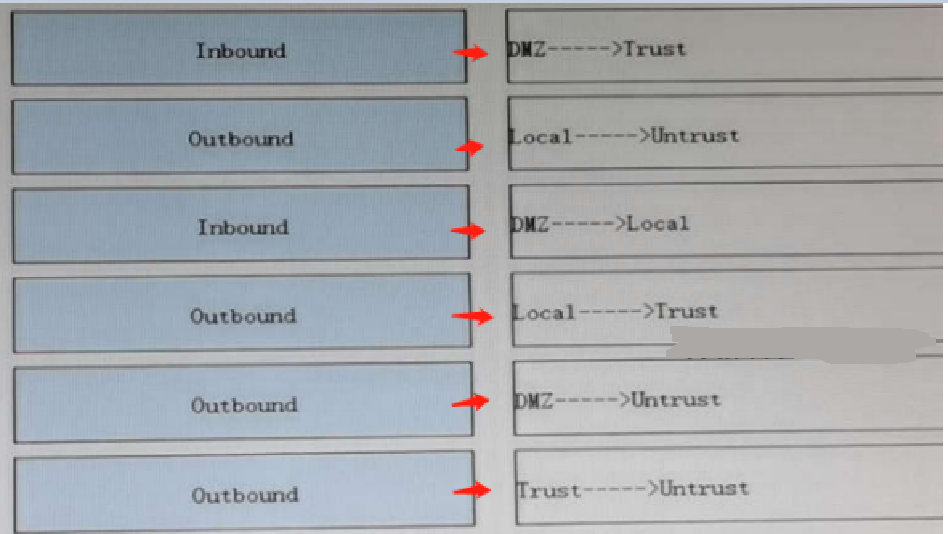 Inbound DMZ----->Trust
Outbound Local----->Untrust
Inbound DMZ----->Local
Outbound Local----->Trust
Outbound DMZ----->Untrust
Outbound Trust----->Untrust